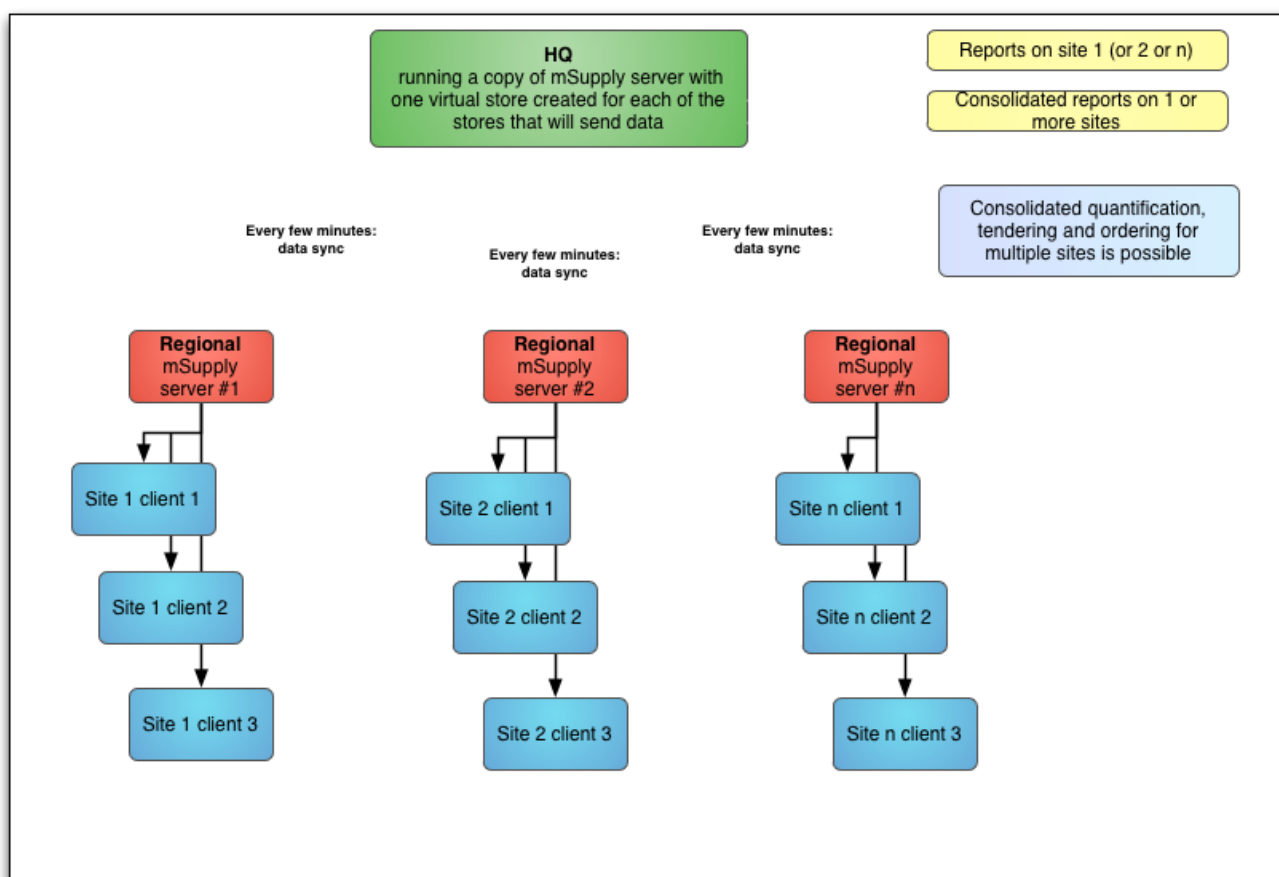 HQ
running a copy of mSupply server with
one virtual store created for each of the
stores that will send data
Reports on site 1 (or 2 or n)
Consolidated reports on 1 or
more sites
Consolidated quantification,
tendering and ordering for
multiple sites is possible
Every few minutes:
data sync
Every few minutes:
data sync
Every few minutes:
data sync
Regional
mSupply
server #1
Regional
mSupply
server #2
Regional
mSupply
server #n
Site 1 client 1
Site 2 client 1
Site n client 1
Site 1 client 2
Site 2 client 2
Site n client 2
Site 1 client 3
Site 2 client 3
Site n client 3